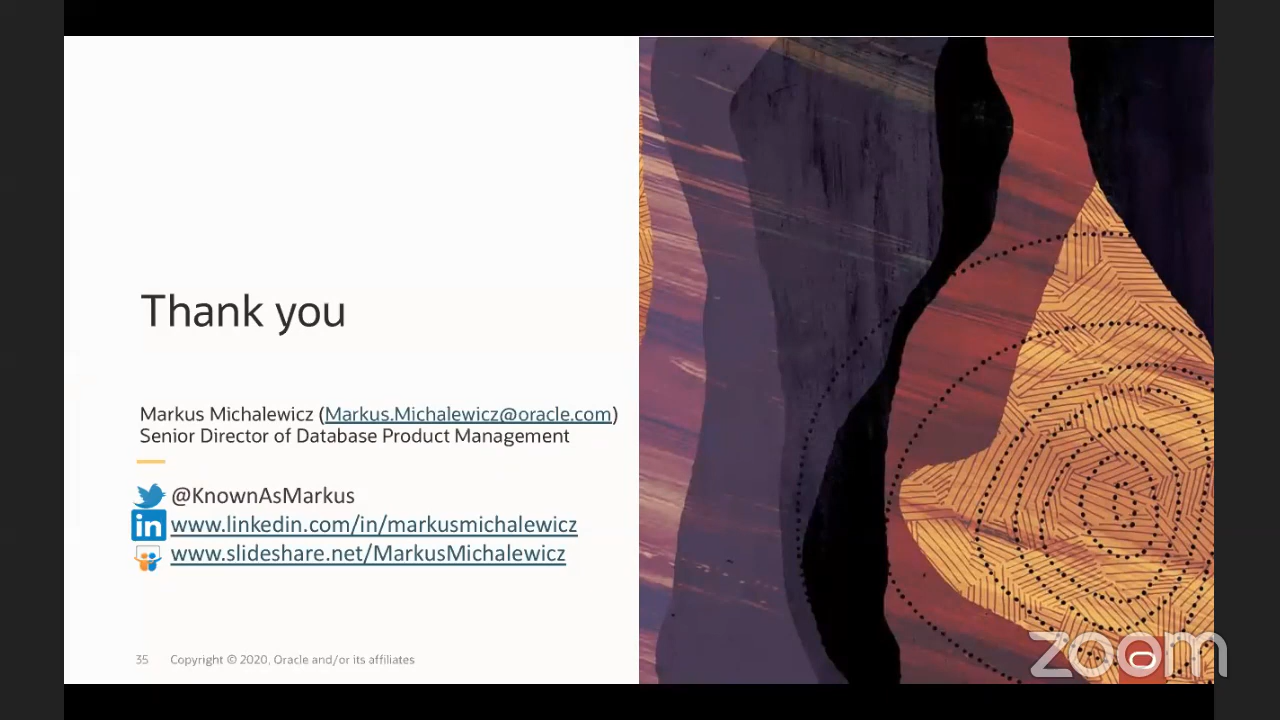 Thank you
Markus Michalewicz (Markus.Michalewicz@oracle.com)
Senior Director of Database Product Management
@KnownAsMarkus
in www.linkedin.com/in/markusmichalewicz
www.slideshare.net/MarkusMichalewicz
35 Copyright © 2020, Oracle and/or its affiliates
zoom